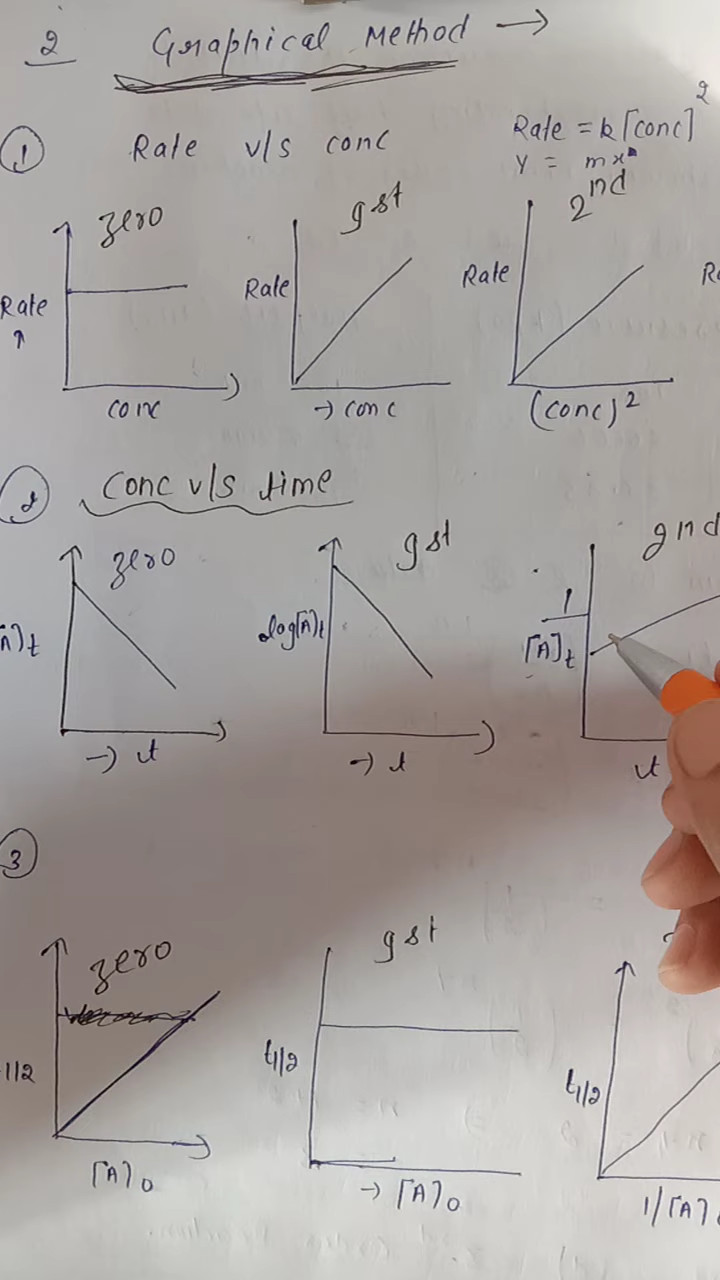 2 Graphical Method →
① Rate v/s conc
Rate = k[conc]²
Y = mx
zero
1st
2nd
Rate
Rate
Rate
conc
→ conc
(conc)²
② Conc v/s time
zero
1st
2nd
A]t
log[A]t
1/[A]t
→ t
→ t
t
③
zero
1st
1/2
t1/2
t1/2
[A]0
→ [A]0
1/[A]